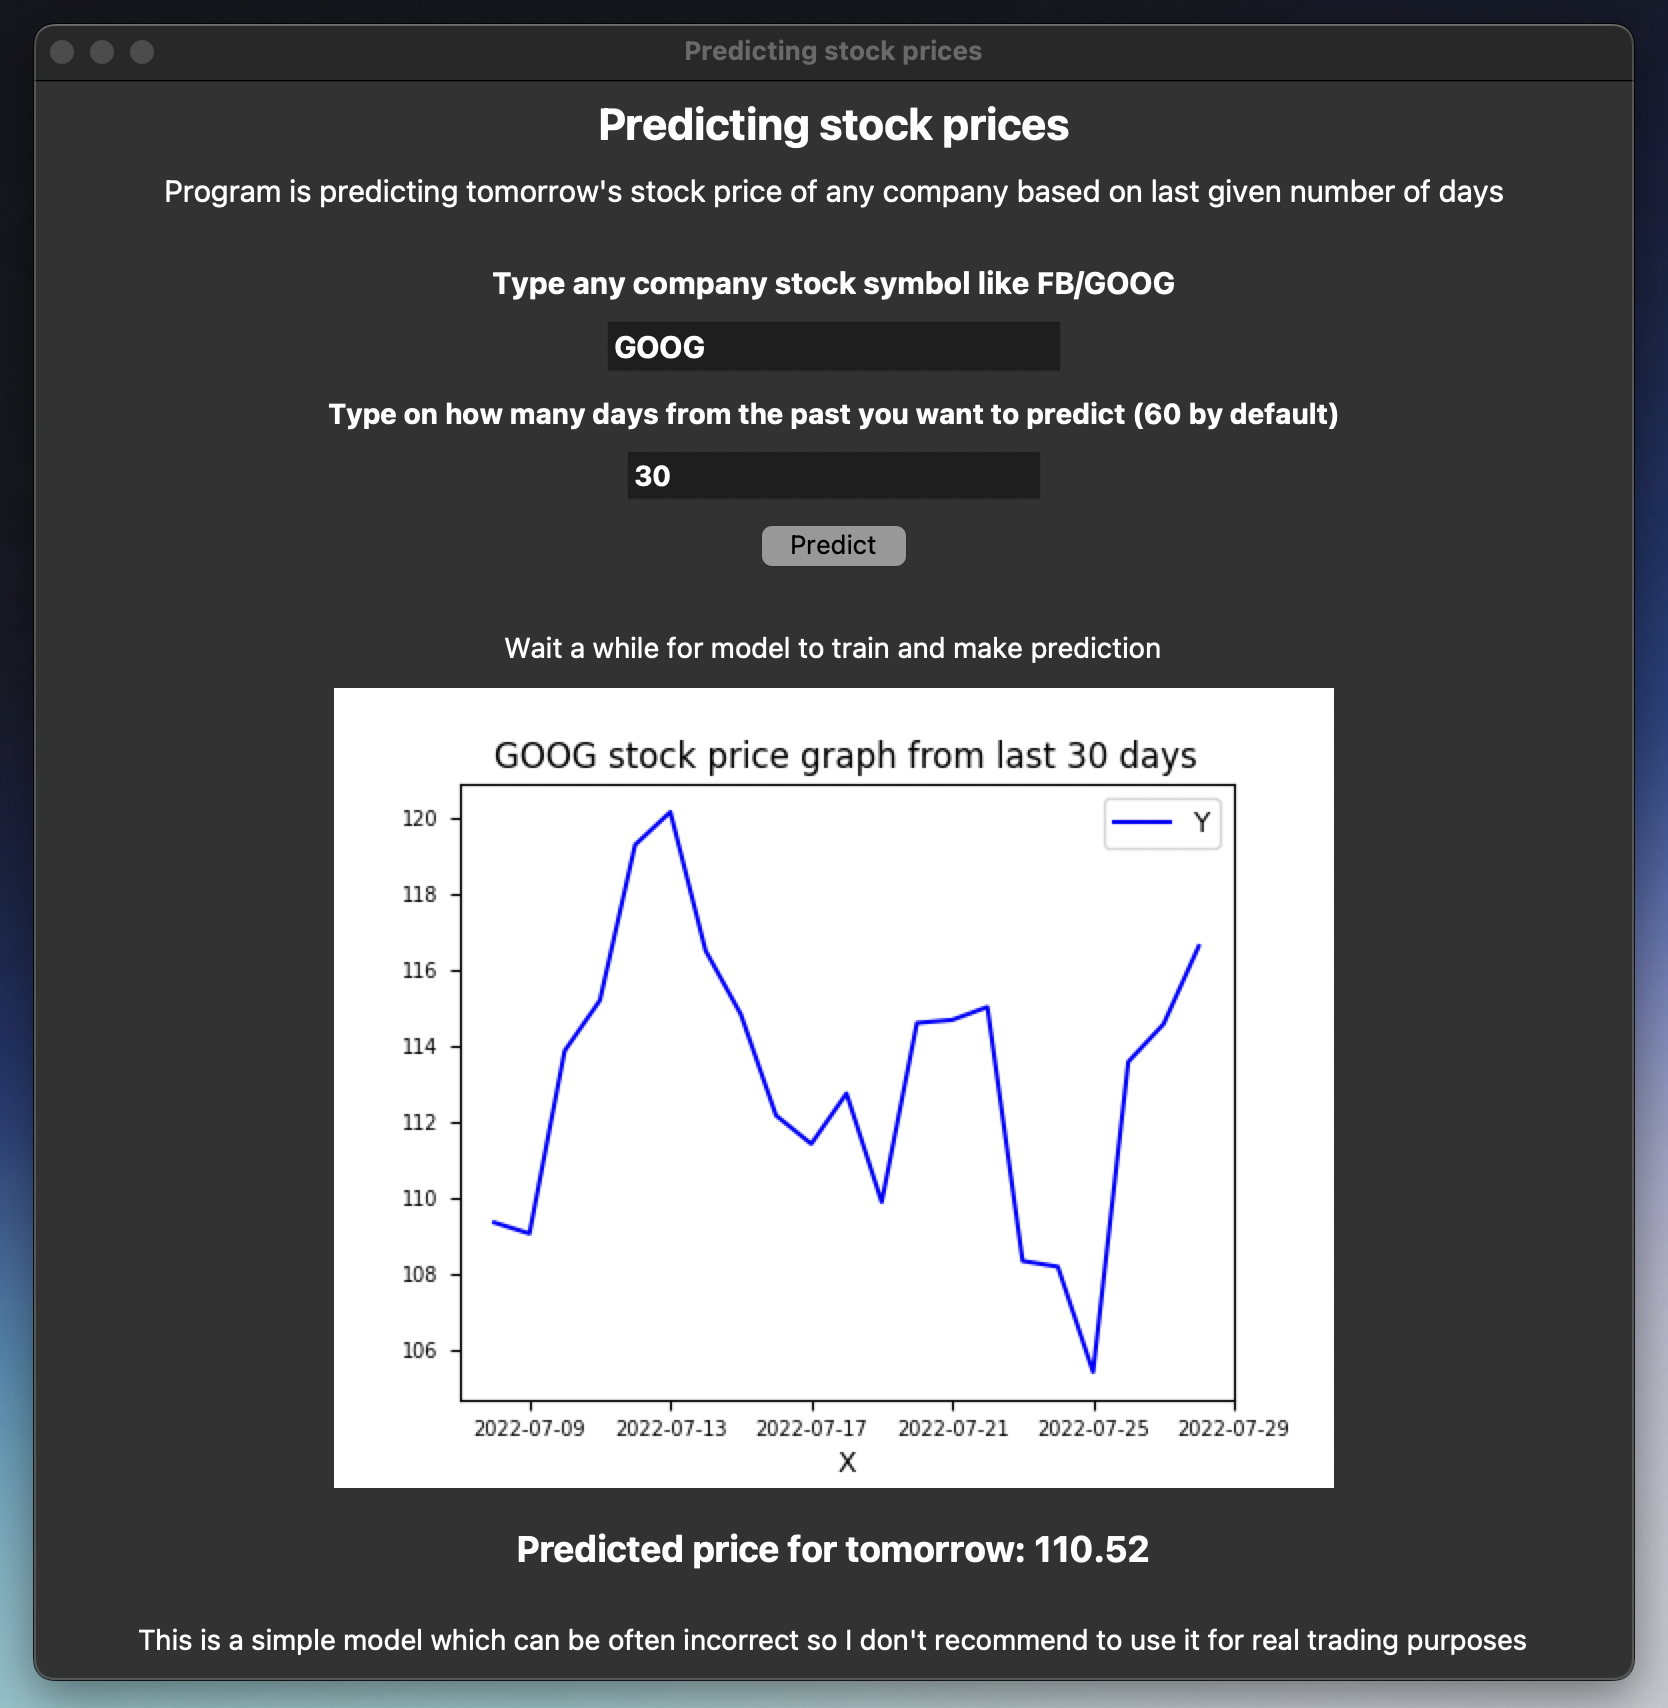 Predicting stock prices
Predicting stock prices
Program is predicting tomorrow's stock price of any company based on last given number of days
Type any company stock symbol like FB/GOOG
GOOG
Type on how many days from the past you want to predict (60 by default)
30
Predict
Wait a while for model to train and make prediction
GOOG stock price graph from last 30 days
Y
120
118
116
114
112
110
108
106
2022-07-09 2022-07-13 2022-07-17 2022-07-21 2022-07-25 2022-07-29
X
Predicted price for tomorrow: 110.52
This is a simple model which can be often incorrect so I don't recommend to use it for real trading purposes